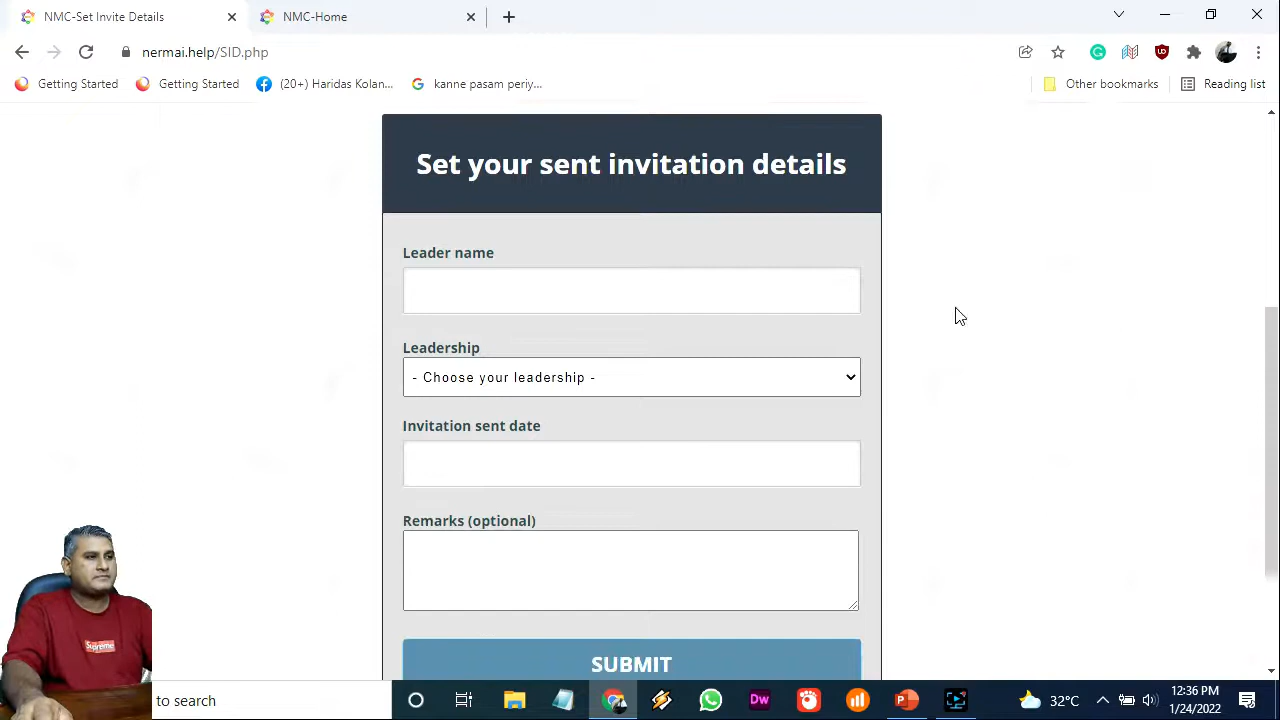 NMC-Set Invite Details
NMC-Home
nermai.help/SID.php
Getting Started
Getting Started
(20+) Haridas Kolan...
kanne pasam periy...
Other bookmarks
Reading list
Set your sent invitation details
Leader name
Leadership
- Choose your leadership -
Invitation sent date
Remarks (optional)
SUBMIT
Supreme
to search
Dw
32°C
12:36 PM
1/24/2022